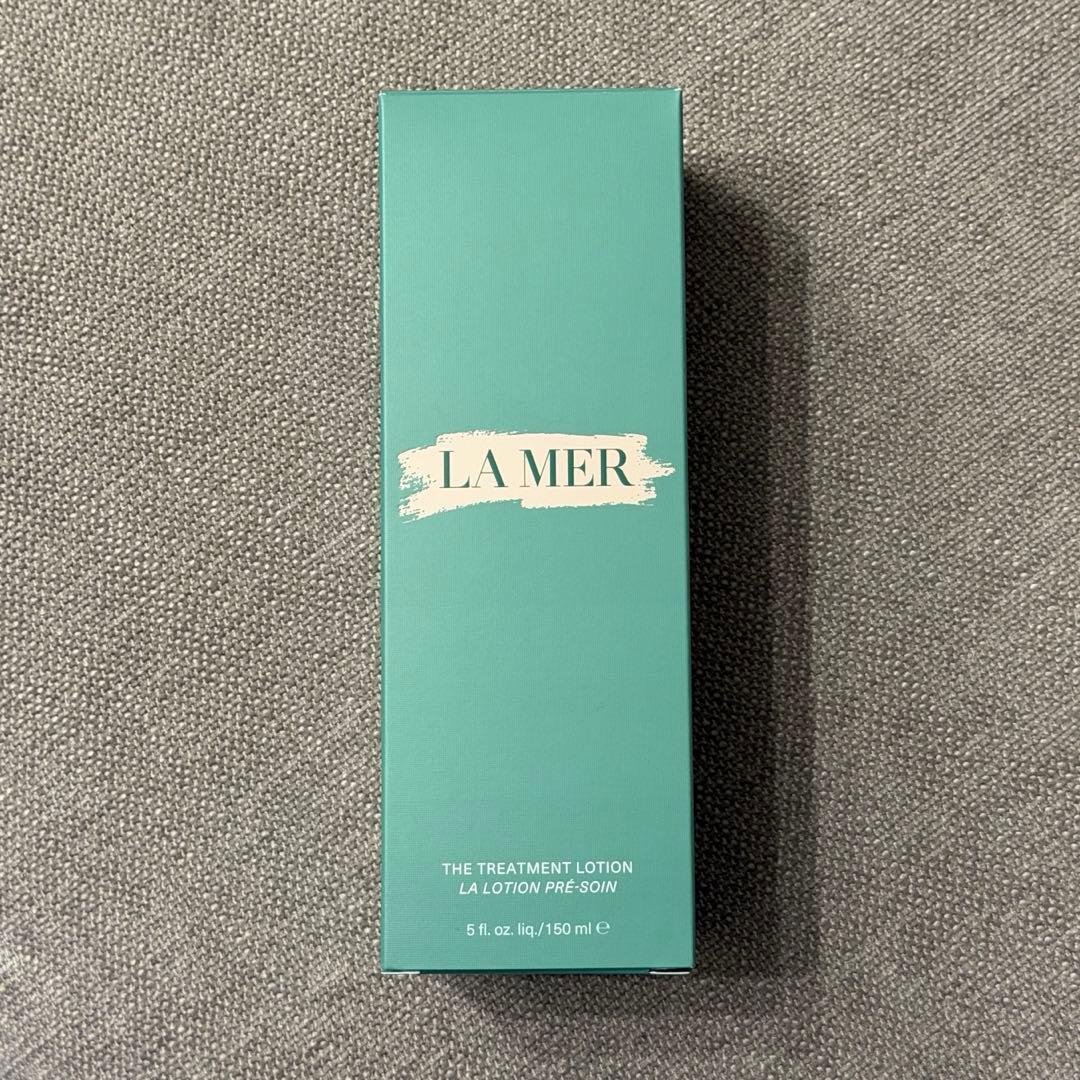 LA MER
THE TREATMENT LOTION
LA LOTION PRÉ-SOIN
5 fl. oz. liq./150 ml ℮